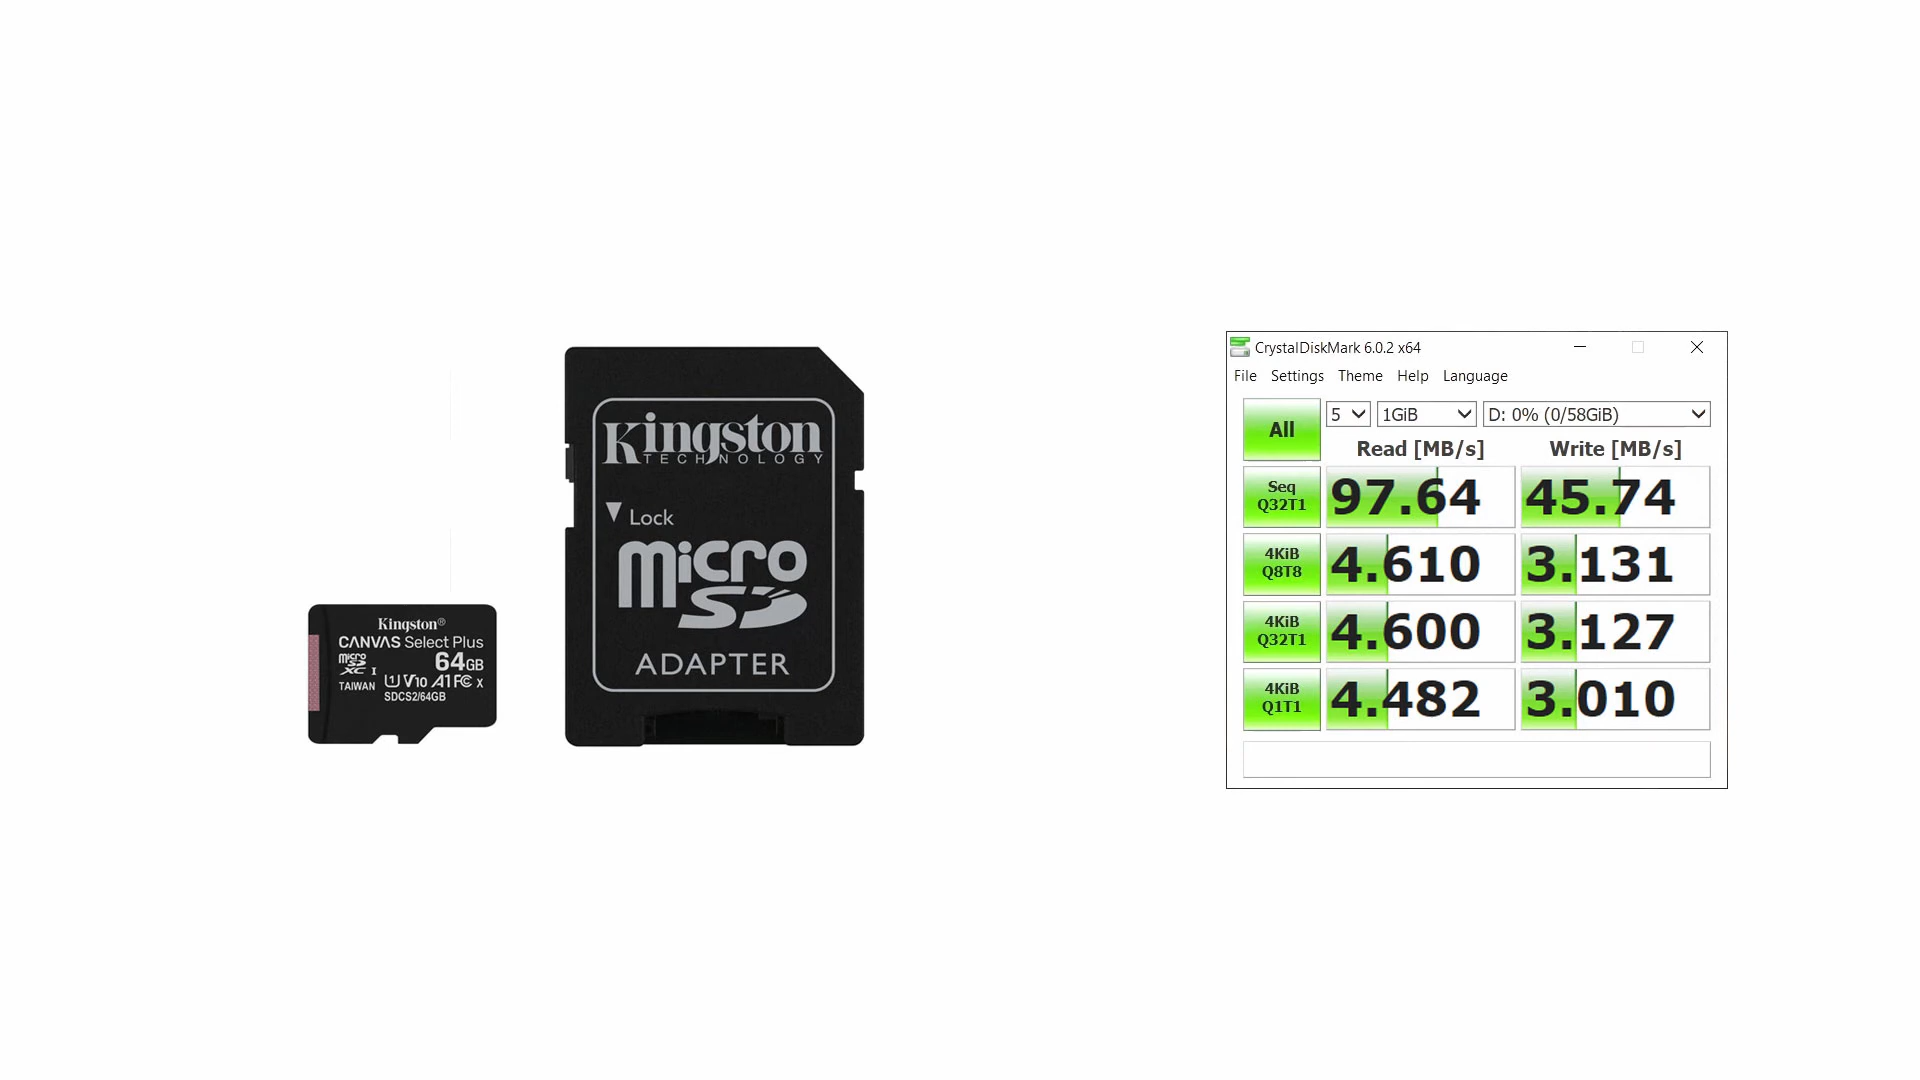 Kingston®
CANVAS Select Plus
micro SD XC I
64GB
TAIWAN
U1 V10 A1 FC X
SDCS2/64GB
Kingston
TECHNOLOGY
Lock
micro
SD
ADAPTER
CrystalDiskMark 6.0.2 x64
File Settings Theme Help Language
All 5 1GiB D: 0% (0/58GiB)
Read [MB/s] Write [MB/s]
Seq
Q32T1 97.64 45.74
4KiB
Q8T8 4.610 3.131
4KiB
Q32T1 4.600 3.127
4KiB
Q1T1 4.482 3.010